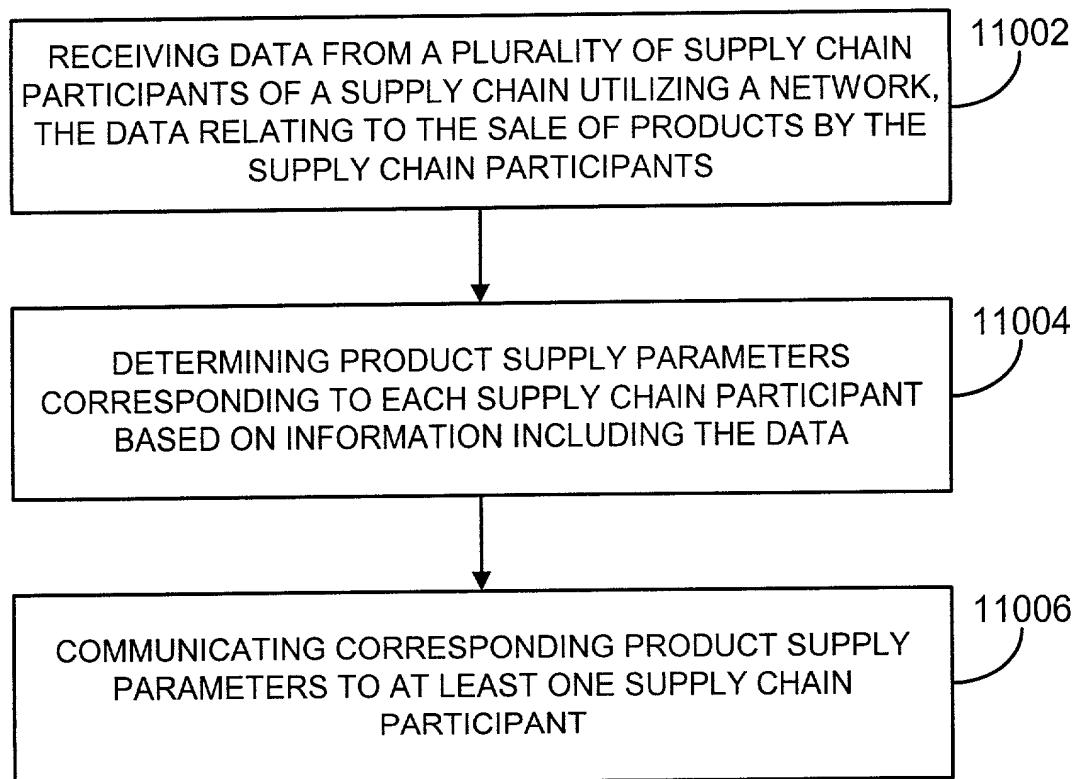 11002
RECEIVING DATA FROM A PLURALITY OF SUPPLY CHAIN
PARTICIPANTS OF A SUPPLY CHAIN UTILIZING A NETWORK,
THE DATA RELATING TO THE SALE OF PRODUCTS BY THE
SUPPLY CHAIN PARTICIPANTS
11004
DETERMINING PRODUCT SUPPLY PARAMETERS
CORRESPONDING TO EACH SUPPLY CHAIN PARTICIPANT
BASED ON INFORMATION INCLUDING THE DATA
11006
COMMUNICATING CORRESPONDING PRODUCT SUPPLY
PARAMETERS TO AT LEAST ONE SUPPLY CHAIN
PARTICIPANT